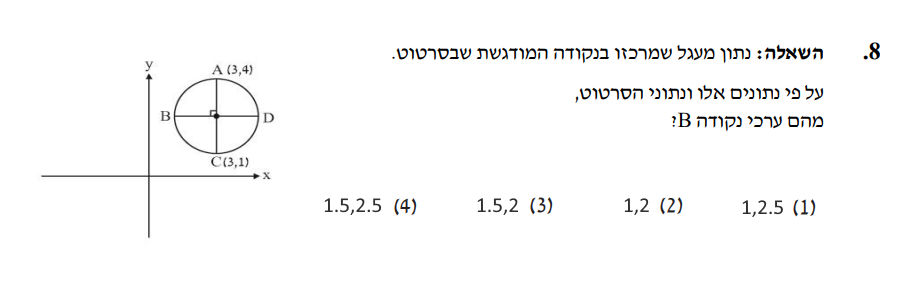 8. השאלה: נתון מעגל שמרכזו בנקודה המודגשת שבסרטוט.
על פי נתונים אלו ונתוני הסרטוט,
מהם ערכי נקודה B?
y
A (3,4)
B
D
C(3,1)
x
(1) 1,2.5 (2) 1,2 (3) 1.5,2 (4) 1.5,2.5